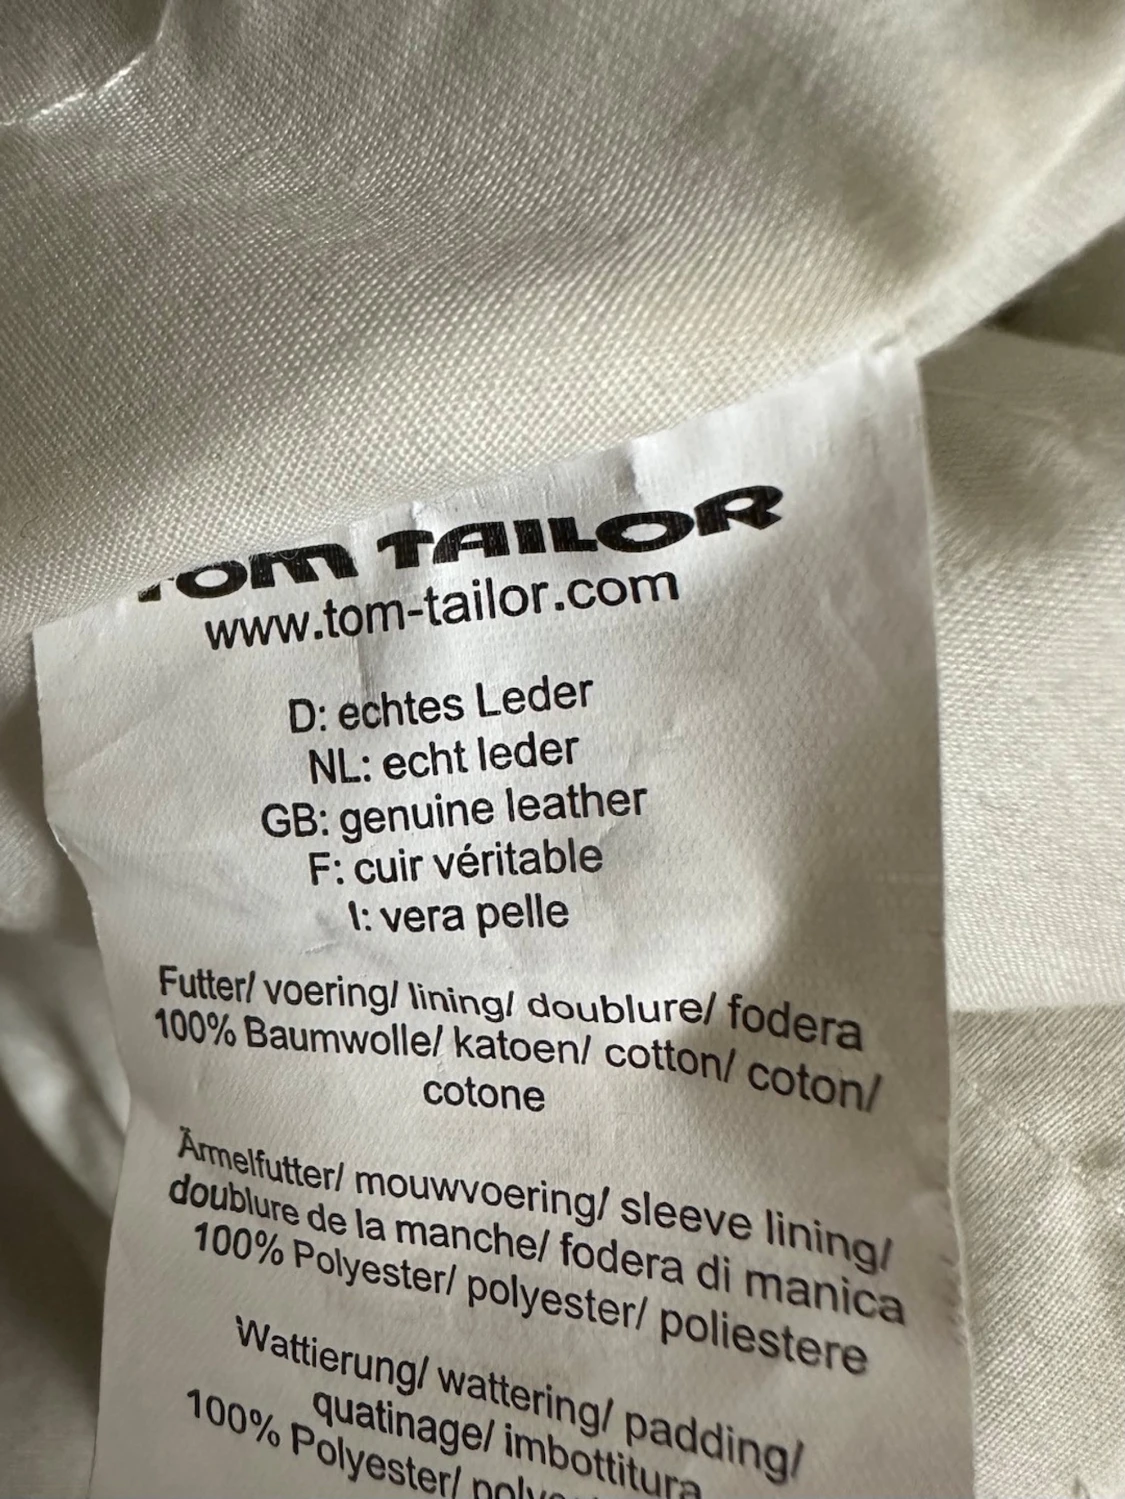 TOM TAILOR
www.tom-tailor.com
D: echtes Leder
NL: echt leder
GB: genuine leather
F: cuir véritable
I: vera pelle
Futter/ voering/ lining/ doublure/ fodera
100% Baumwolle/ katoen/ cotton/ coton/
cotone
Ärmelfutter/ mouwvoering/ sleeve lining/
doublure de la manche/ fodera di manica
100% Polyester/ polyester/ poliestere
Wattierung/ wattering/ padding/
quatinage/ imbottitura
100% Polyester/